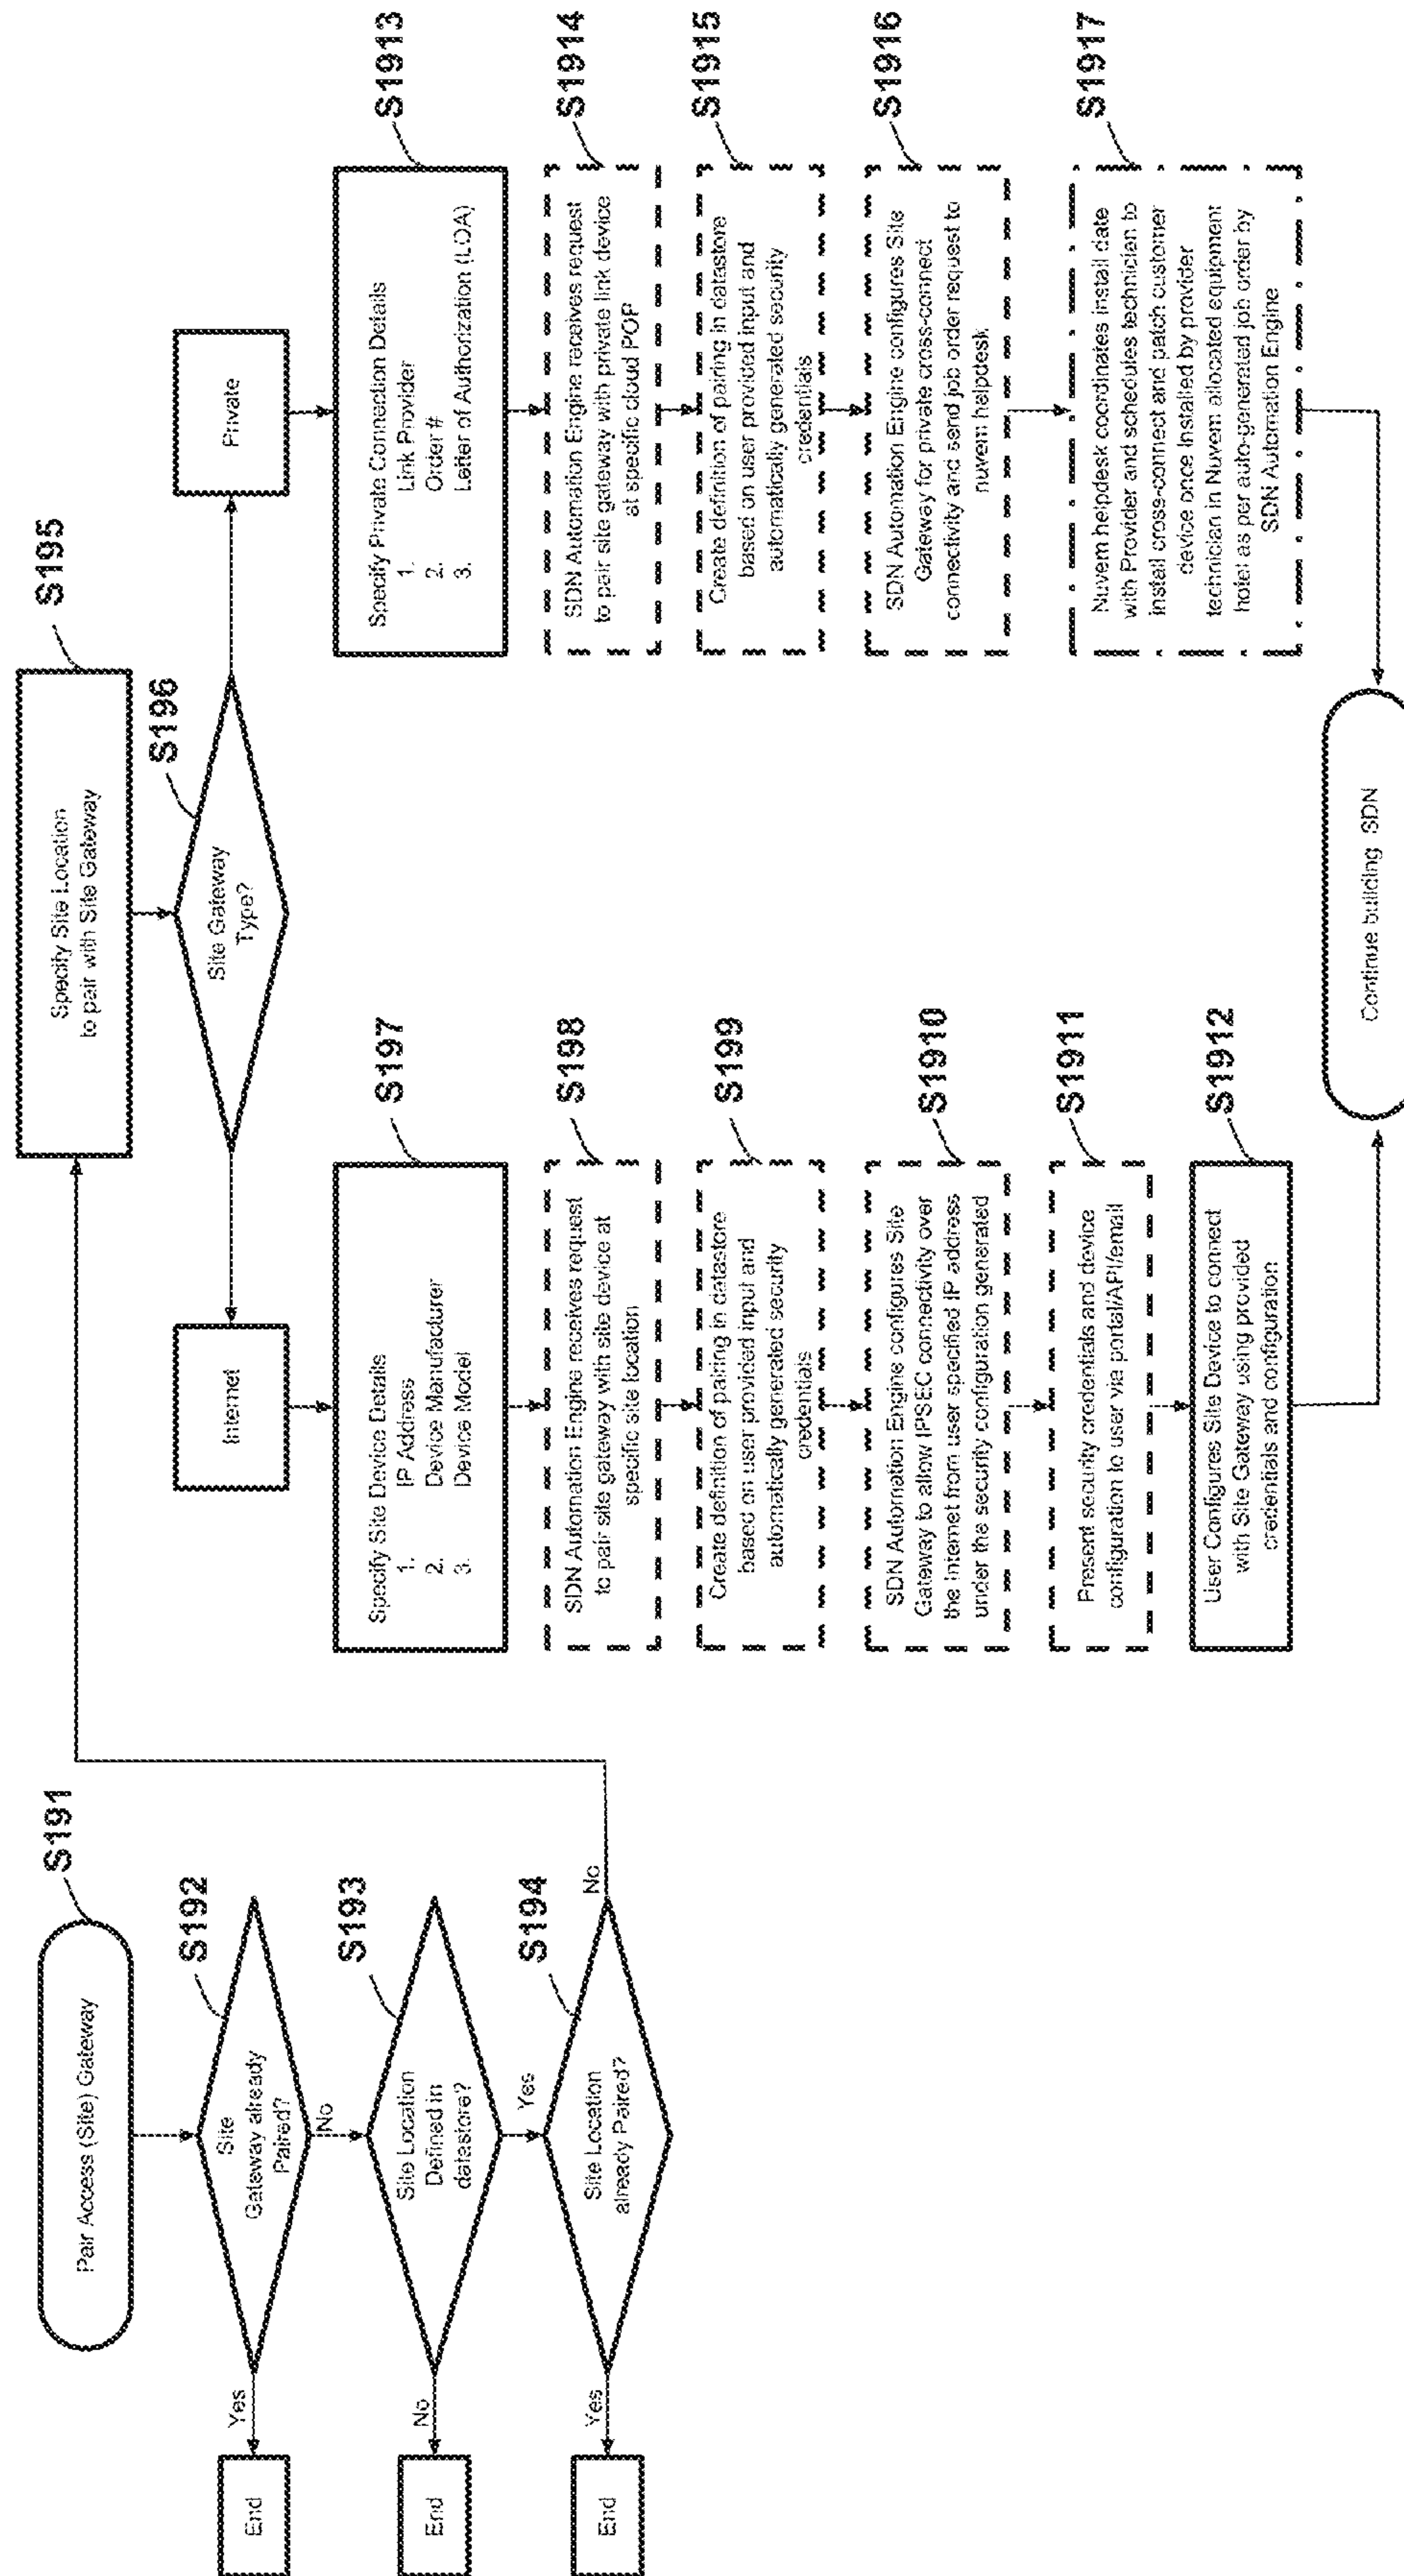 S191
Pair Access (Site) Gateway
S192
Site
Gateway already
Paired?
Yes
End
No
S193
Site Location
Defined in
datastore?
No
End
Yes
S194
Site Location
already Paired?
Yes
End
No
S195
Specify Site Location
to pair with Site Gateway
S196
Site Gateway
Type?
Internet
Private
S197
Specify Site Device Details
1. IP Address
2. Device Manufacturer
3. Device Model
S198
SDN Automation Engine receives request
to pair site gateway with site device at
specific site location
S199
Create definition of pairing in datastore
based on user provided input and
automatically generated security
credentials
S1910
SDN Automation Engine configures Site
Gateway to allow IPSEC connectivity over
the Internet from user specified IP address
under the security configuration generated
S1911
Present security credentials and device
configuration to user via portal/API/email
S1912
User Configures Site Device to connect
with Site Gateway using provided
credentials and configuration
S1913
Specify Private Connection Details
1. Link Provider
2. Order #
3. Letter of Authorization (LOA)
S1914
SDN Automation Engine receives request
to pair site gateway with private link device
at specific cloud POP
S1915
Create definition of pairing in datastore
based on user provided input and
automatically generated security
credentials
S1916
SDN Automation Engine configures Site
Gateway for private cross-connect
connectivity and send job order request to
nuvem helpdesk
S1917
Nuvem helpdesk coordinates install date
with Provider and schedules technician to
install cross-connect and patch customer
device once Installed by provider
technician in Nuvem allocated equipment
hotel as per auto-generated job order by
SDN Automation Engine
Continue building SDN